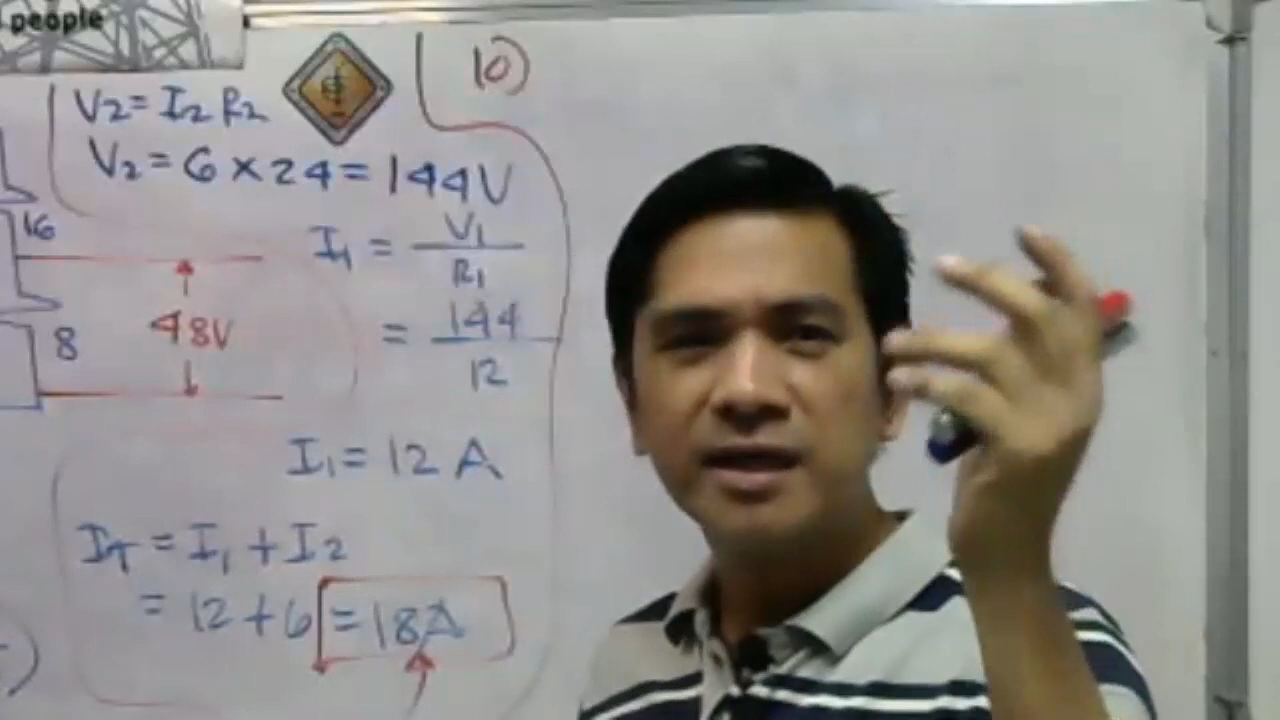 people
10)
V2 = I2 R2
V2 = 6 × 24 = 144V
16
I1 = V1
R1
48V
8
= 144
12
I1 = 12 A
IT = I1 + I2
= 12 + 6 = 18A